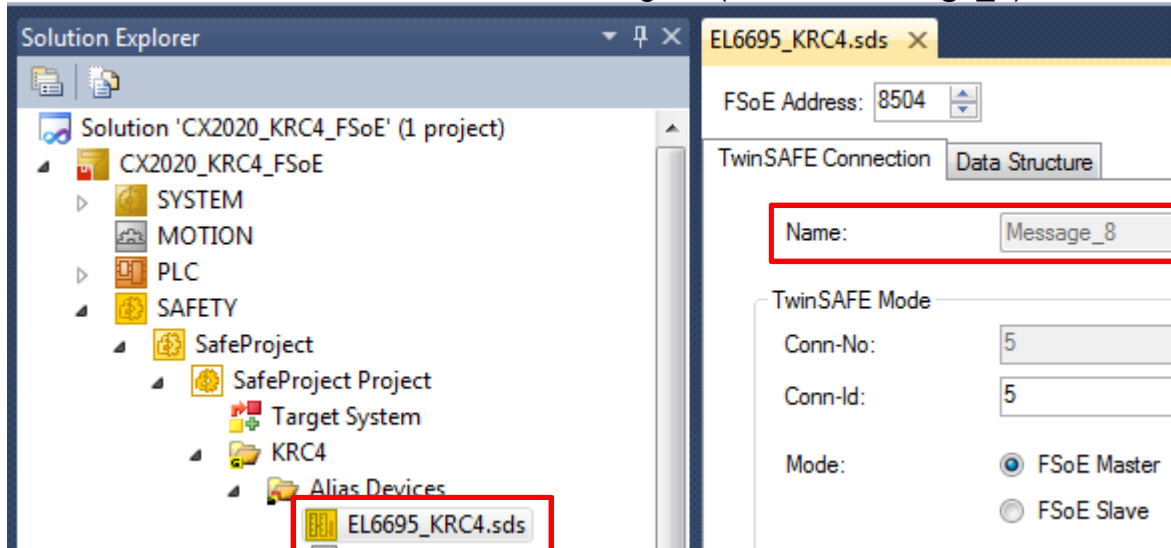 Solution Explorer
Solution 'CX2020_KRC4_FSoE' (1 project)
CX2020_KRC4_FSoE
SYSTEM
MOTION
PLC
SAFETY
SafeProject
SafeProject Project
Target System
KRC4
Alias Devices
EL6695_KRC4.sds
EL6695_KRC4.sds
FSoE Address: 8504
TwinSAFE Connection Data Structure
Name: Message_8
TwinSAFE Mode
Conn-No: 5
Conn-Id: 5
Mode: FSoE Master
FSoE Slave